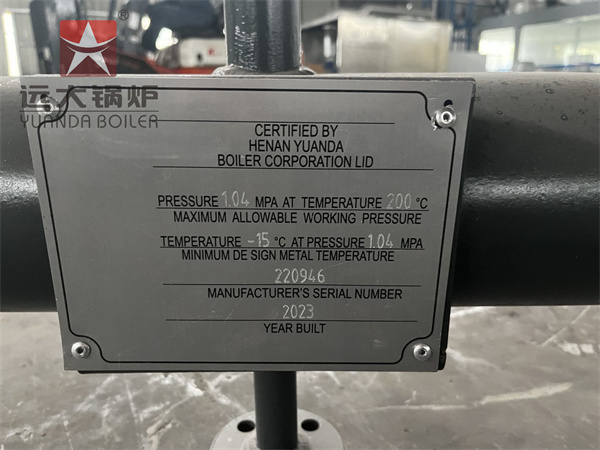 远大锅炉
YUANDA BOILER
CERTIFIED BY
HENAN YUANDA
BOILER CORPORATION LID
PRESSURE 1.04 MPA AT TEMPERATURE 200 °C
MAXIMUM ALLOWABLE WORKING PRESSURE
TEMPERATURE -15 °C AT PRESSURE 1.04 MPA
MINIMUM DE SIGN METAL TEMPERATURE
220946
MANUFACTURER'S SERIAL NUMBER
2023
YEAR BUILT